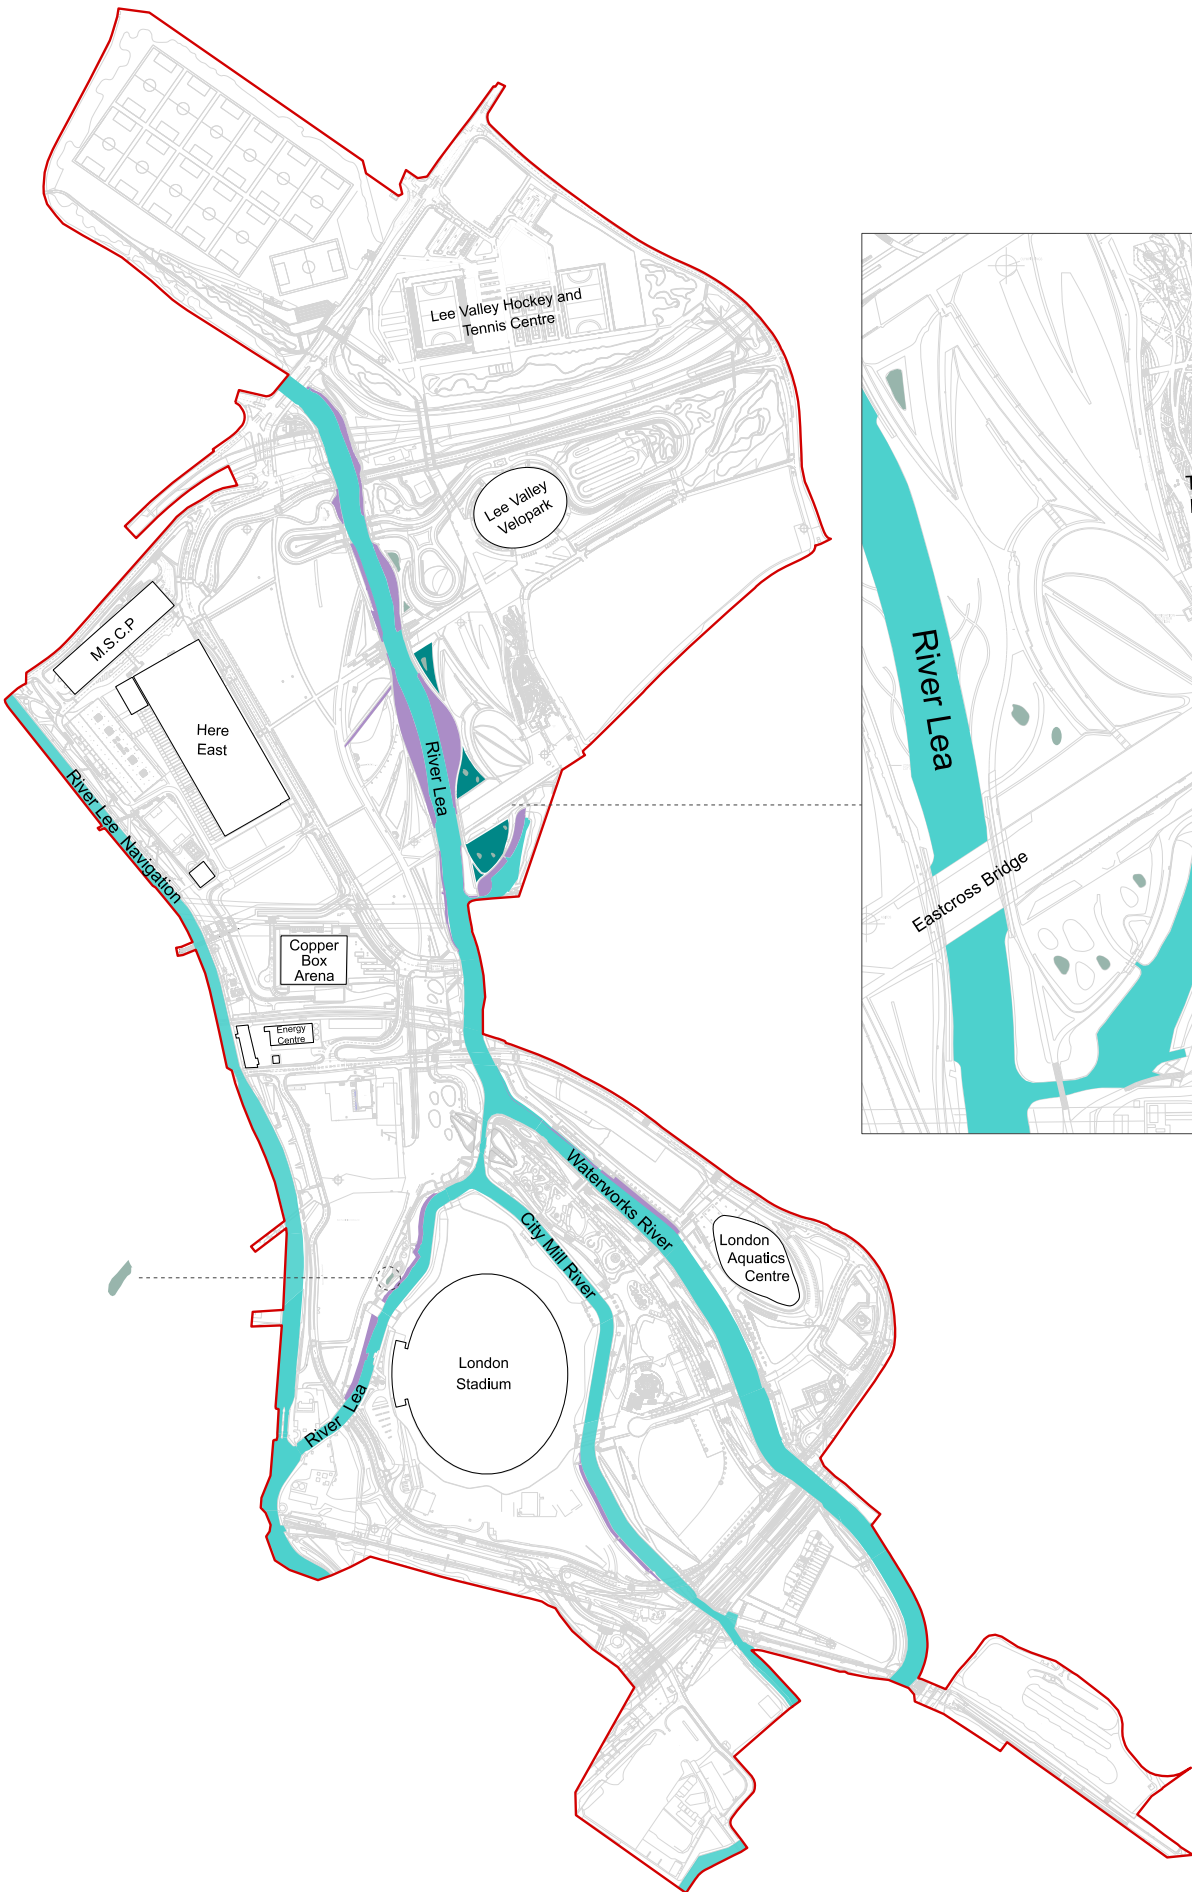 Lee Valley Hockey and
Tennis Centre
Lee Valley
Velopark
M.S.C.P
Here
East
River Lea
River Lee Navigation
Copper
Box
Arena
Energy
Centre
Waterworks River
City Mill River
London
Aquatics
Centre
London
Stadium
River Lea
River Lea
Eastcross Bridge